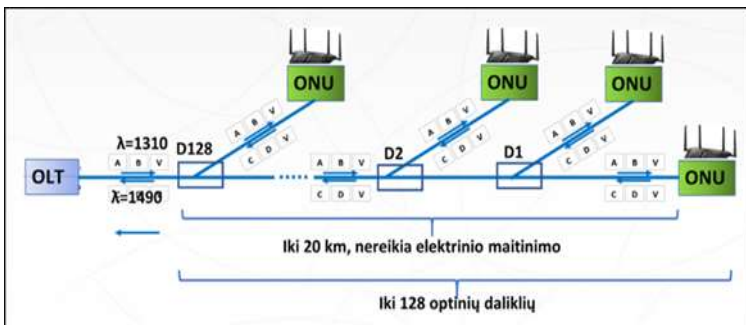 ONU
ONU
ONU
λ=1310
A B V
D128
A B V
C D V
A B V
C D V
A B V
C D V
OLT
A B V
A B V
C D V
D2
D1
A B V
C D V
ONU
λ=1490
Iki 20 km, nereikia elektrinio maitinimo
Iki 128 optinių daliklių